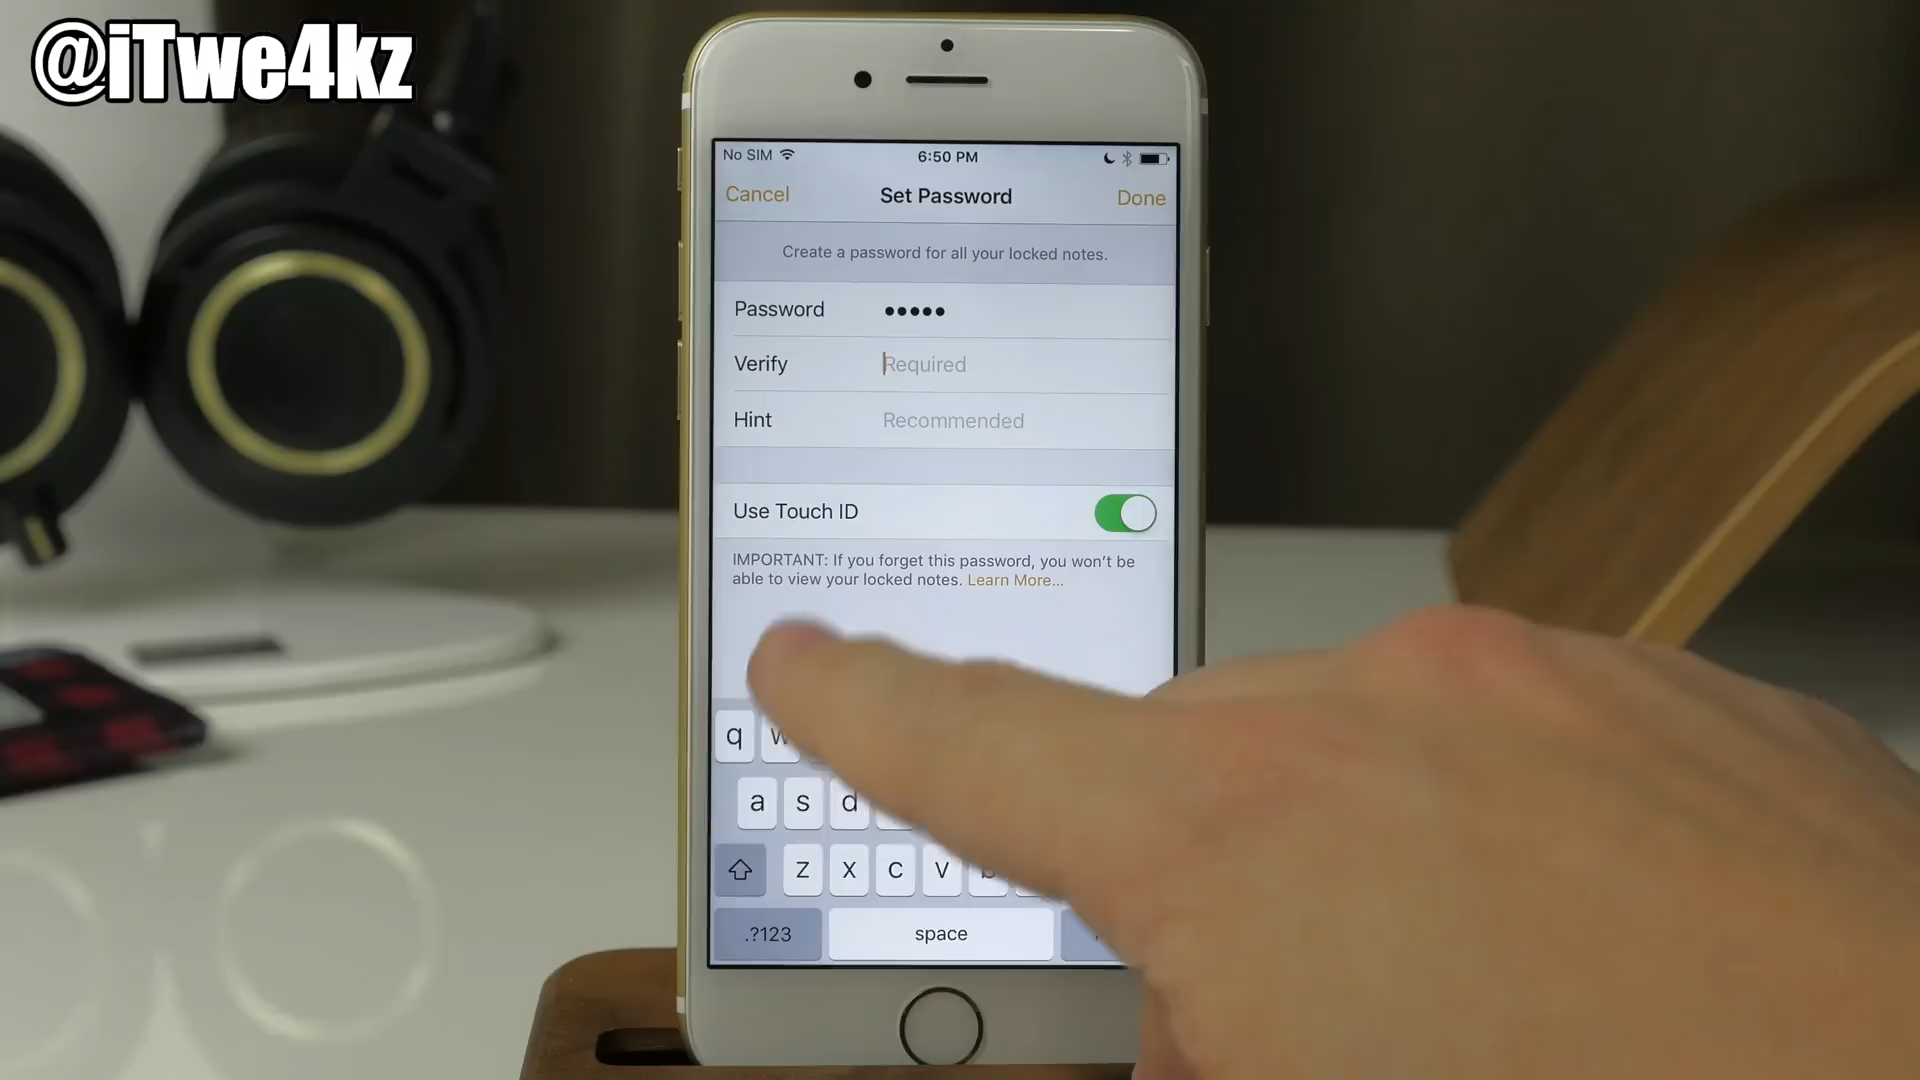 @iTwe4kz
No SIM 6:50 PM
Cancel Set Password Done
Create a password for all your locked notes.
Password •••••
Verify Required
Hint Recommended
Use Touch ID
IMPORTANT: If you forget this password, you won't be
able to view your locked notes. Learn More...
q w
a s d
z x c v b
.?123 space